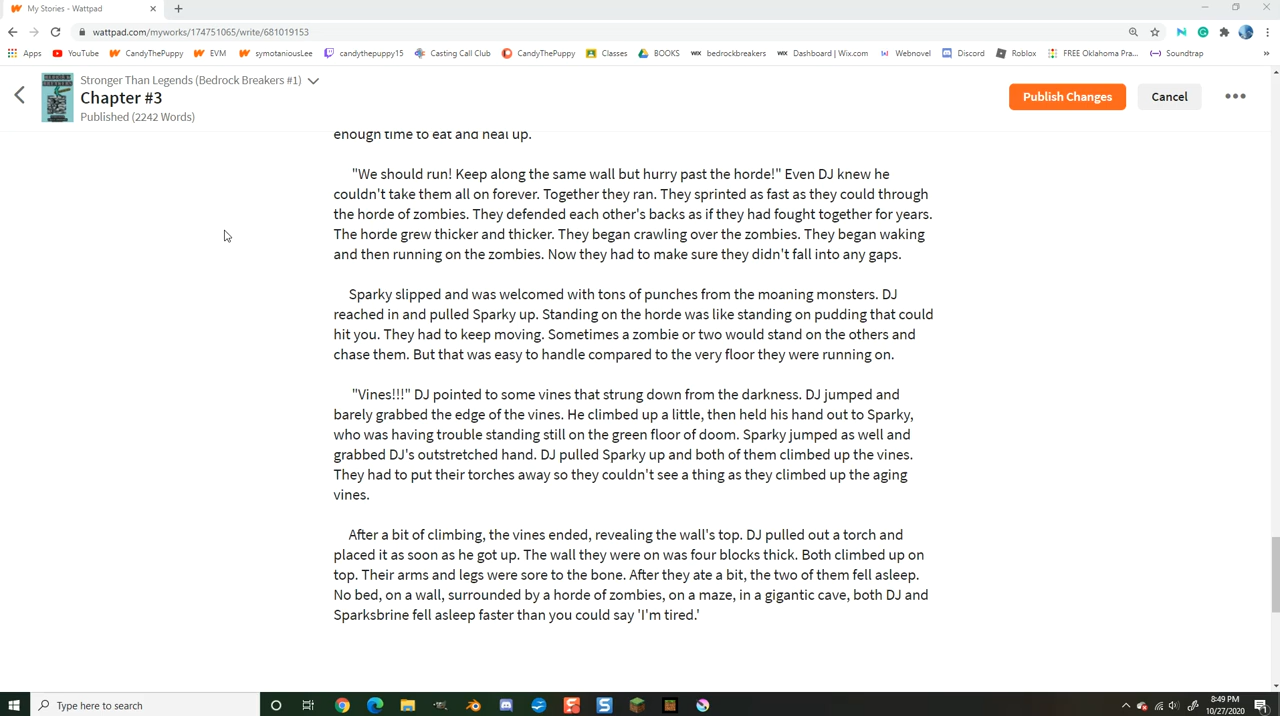 My Stories - Wattpad
wattpad.com/myworks/174751065/write/681019153
Apps YouTube CandyThePuppy EVM symotaniousLee candythepuppy15 Casting Call Club CandyThePuppy Classes BOOKS bedrockbreakers Dashboard | Wix.com Webnovel Discord Roblox FREE Oklahoma Pra... Soundtrap
Stronger Than Legends (Bedrock Breakers #1)
Chapter #3
Published (2242 Words)
Publish Changes Cancel
enough time to eat and heal up.
"We should run! Keep along the same wall but hurry past the horde!" Even DJ knew he
couldn't take them all on forever. Together they ran. They sprinted as fast as they could through
the horde of zombies. They defended each other's backs as if they had fought together for years.
The horde grew thicker and thicker. They began crawling over the zombies. They began waking
and then running on the zombies. Now they had to make sure they didn't fall into any gaps.
Sparky slipped and was welcomed with tons of punches from the moaning monsters. DJ
reached in and pulled Sparky up. Standing on the horde was like standing on pudding that could
hit you. They had to keep moving. Sometimes a zombie or two would stand on the others and
chase them. But that was easy to handle compared to the very floor they were running on.
"Vines!!!" DJ pointed to some vines that strung down from the darkness. DJ jumped and
barely grabbed the edge of the vines. He climbed up a little, then held his hand out to Sparky,
who was having trouble standing still on the green floor of doom. Sparky jumped as well and
grabbed DJ's outstretched hand. DJ pulled Sparky up and both of them climbed up the vines.
They had to put their torches away so they couldn't see a thing as they climbed up the aging
vines.
After a bit of climbing, the vines ended, revealing the wall's top. DJ pulled out a torch and
placed it as soon as he got up. The wall they were on was four blocks thick. Both climbed up on
top. Their arms and legs were sore to the bone. After they ate a bit, the two of them fell asleep.
No bed, on a wall, surrounded by a horde of zombies, on a maze, in a gigantic cave, both DJ and
Sparksbrine fell asleep faster than you could say 'I'm tired.'
Type here to search
8:49 PM
10/27/2020